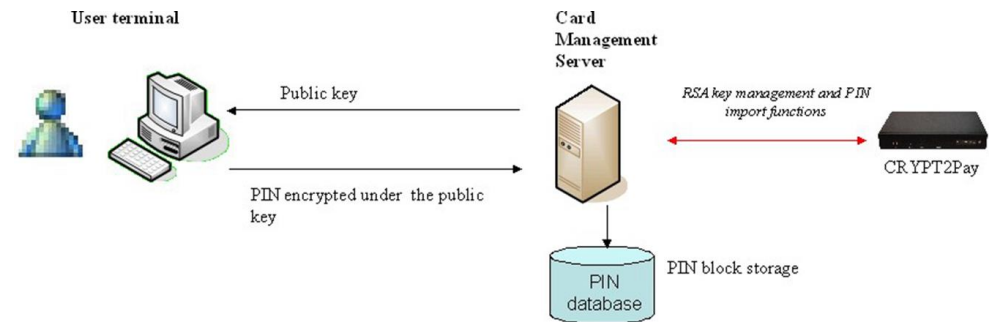 User terminal
Card
Management
Server
Public key
RSA key management and PIN
import functions
CRYPT2Pay
PIN encrypted under the public
key
PIN block storage
PIN
database